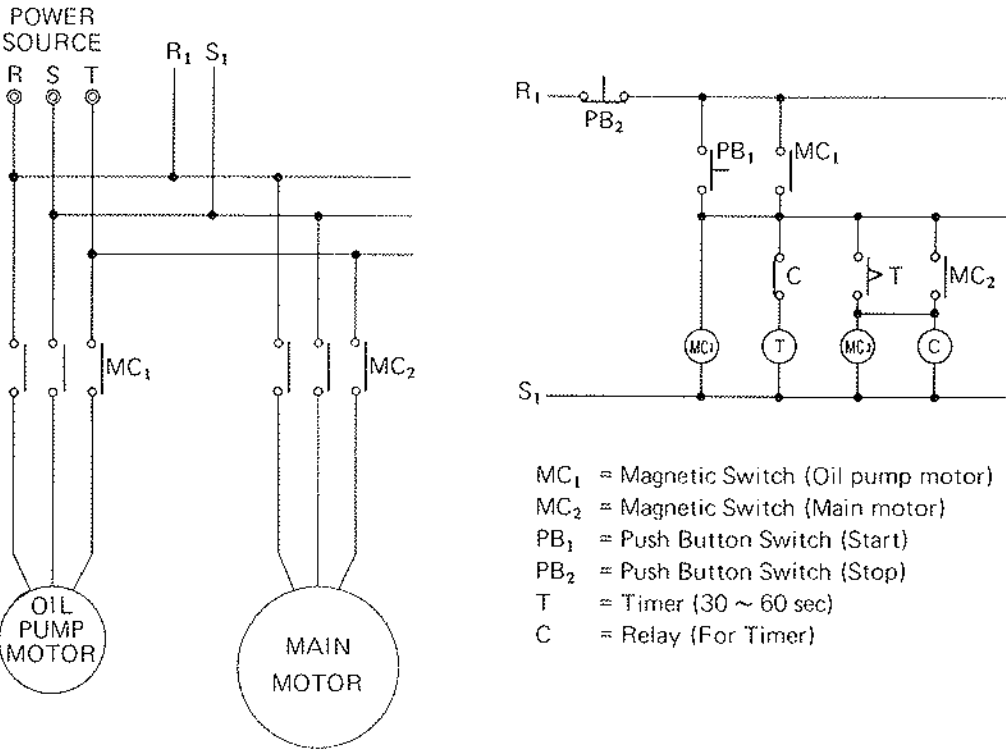 POWER
SOURCE
R S T
R₁ S₁
MC₁
MC₂
OIL
PUMP
MOTOR
MAIN
MOTOR
R₁
PB₂
PB₁
MC₁
C
T
MC₂
MC₁
T
MC₂
C
S₁
MC₁ = Magnetic Switch (Oil pump motor)
MC₂ = Magnetic Switch (Main motor)
PB₁ = Push Button Switch (Start)
PB₂ = Push Button Switch (Stop)
T = Timer (30 ~ 60 sec)
C = Relay (For Timer)